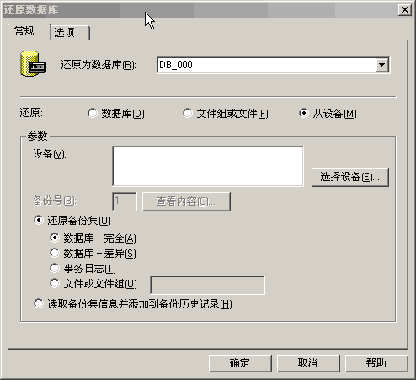 还原数据库
常规 选项
还原为数据库(R): DB_000
还原: 数据库(D) 文件组或文件(F) 从设备(M)
参数
设备(V):
选择设备(E)...
备份号(B): 1 查看内容(C)...
还原备份集(U)
数据库 - 完全(A)
数据库 - 差异(S)
事务日志(T)
文件或文件组(U)
读取备份集信息并添加到备份历史记录(H)
确定 取消 帮助